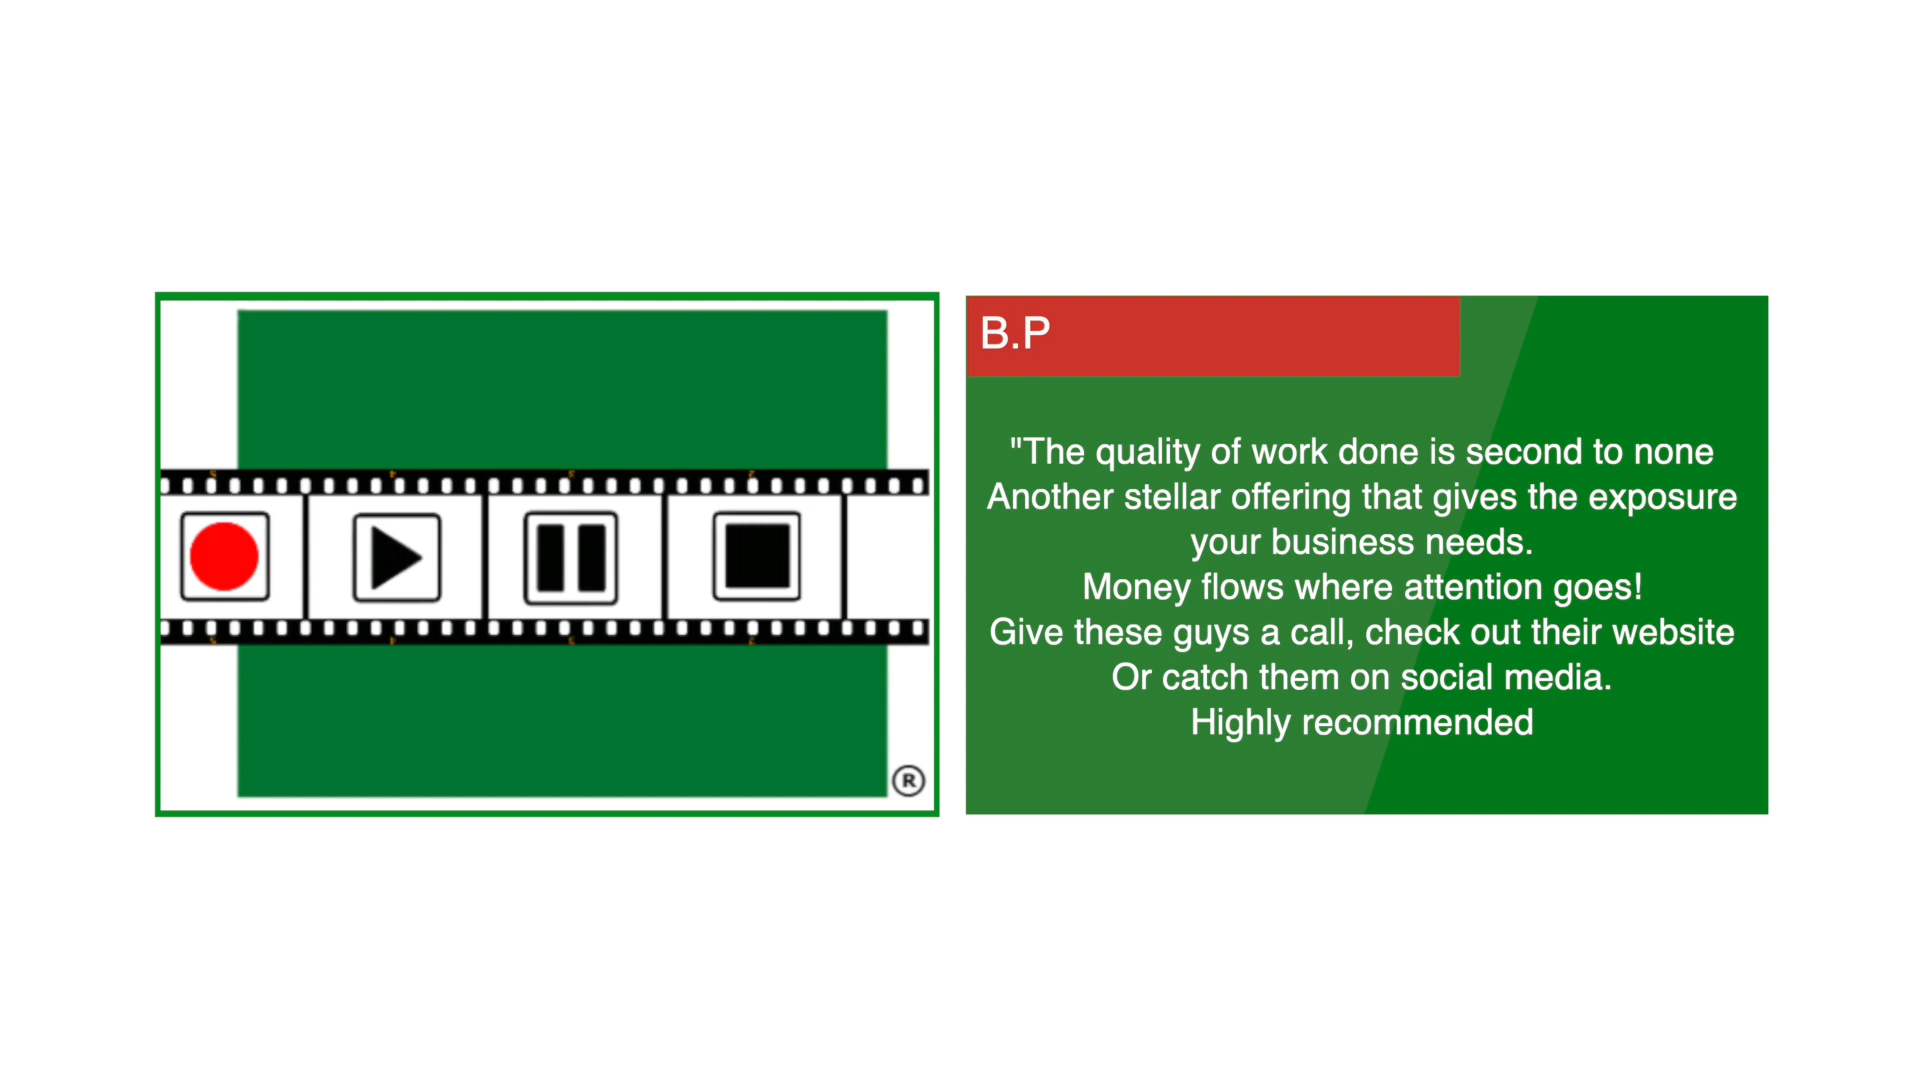 ®
B.P
"The quality of work done is second to none
Another stellar offering that gives the exposure
your business needs.
Money flows where attention goes!
Give these guys a call, check out their website
Or catch them on social media.
Highly recommended